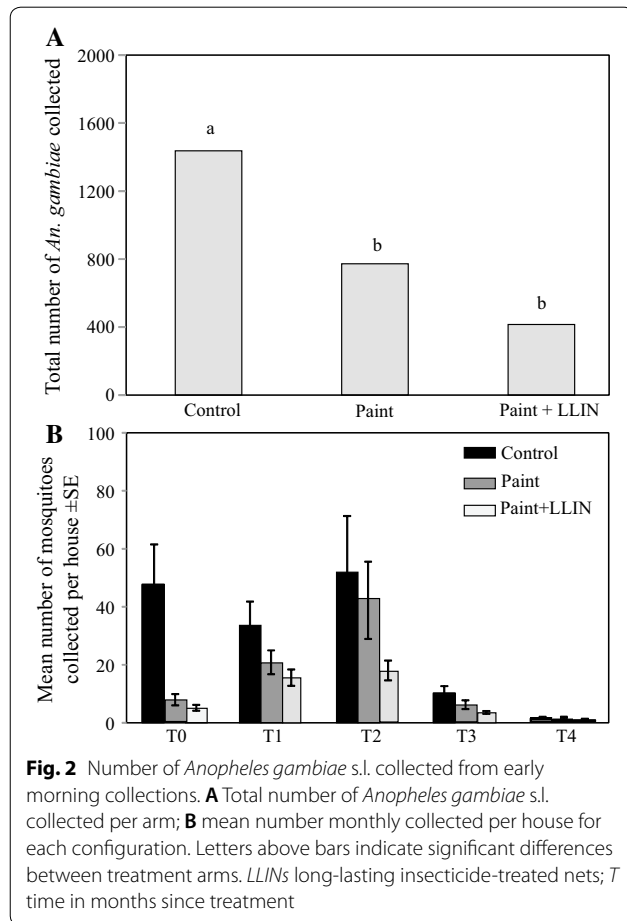 A
Total number of An. gambiae collected
2000
1600
1200
800
400
0
a
b
b
Control
Paint
Paint + LLIN
B
Mean number of mosquitoes
collected per house ±SE
100
80
60
40
20
0
Control
Paint
Paint+LLIN
T0
T1
T2
T3
T4
Fig. 2 Number of Anopheles gambiae s.l. collected from early
morning collections. A Total number of Anopheles gambiae s.l.
collected per arm; B mean number monthly collected per house for
each configuration. Letters above bars indicate significant differences
between treatment arms. LLINs long-lasting insecticide-treated nets; T
time in months since treatment